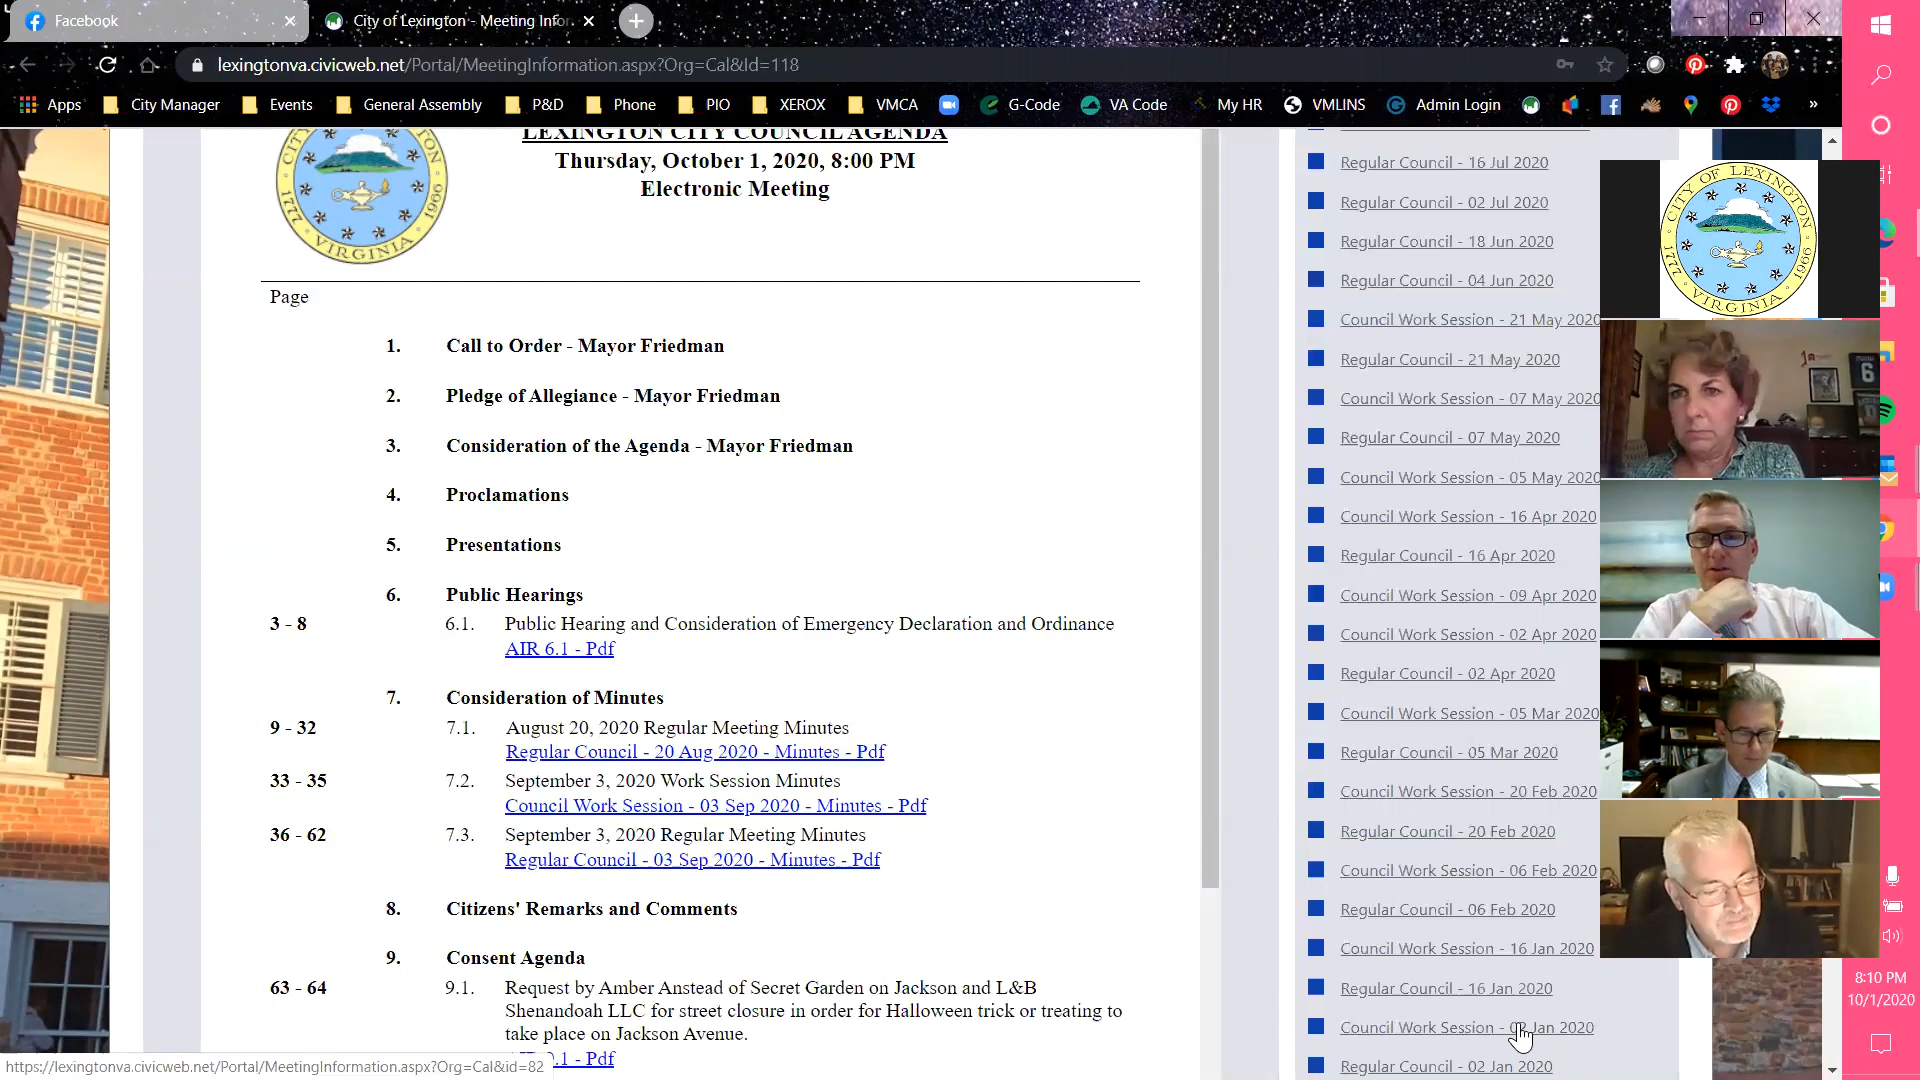 Facebook
City of Lexington - Meeting Infor
lexingtonva.civicweb.net/Portal/MeetingInformation.aspx?Org=Cal&Id=118
Apps
City Manager
Events
General Assembly
P&D
Phone
PIO
XEROX
VMCA
G-Code
VA Code
My HR
VMLINS
Admin Login
»
LEXINGTON CITY COUNCIL AGENDA
Thursday, October 1, 2020, 8:00 PM
Electronic Meeting
CITY
1777
1966
VIRGINIA
Page
1. Call to Order - Mayor Friedman
2. Pledge of Allegiance - Mayor Friedman
3. Consideration of the Agenda - Mayor Friedman
4. Proclamations
5. Presentations
6. Public Hearings
3 - 8 6.1. Public Hearing and Consideration of Emergency Declaration and Ordinance
AIR 6.1 - Pdf
7. Consideration of Minutes
9 - 32 7.1. August 20, 2020 Regular Meeting Minutes
Regular Council - 20 Aug 2020 - Minutes - Pdf
33 - 35 7.2. September 3, 2020 Work Session Minutes
Council Work Session - 03 Sep 2020 - Minutes - Pdf
36 - 62 7.3. September 3, 2020 Regular Meeting Minutes
Regular Council - 03 Sep 2020 - Minutes - Pdf
8. Citizens' Remarks and Comments
9. Consent Agenda
63 - 64 9.1. Request by Amber Anstead of Secret Garden on Jackson and L&B
Shenandoah LLC for street closure in order for Halloween trick or treating to
take place on Jackson Avenue.
.1 - Pdf
https://lexingtonva.civicweb.net/Portal/MeetingInformation.aspx?Org=Cal&id=82
Regular Council - 16 Jul 2020
Regular Council - 02 Jul 2020
Regular Council - 18 Jun 2020
Regular Council - 04 Jun 2020
Council Work Session - 21 May 2020
Regular Council - 21 May 2020
Council Work Session - 07 May 2020
Regular Council - 07 May 2020
Council Work Session - 05 May 2020
Council Work Session - 16 Apr 2020
Regular Council - 16 Apr 2020
Council Work Session - 09 Apr 2020
Council Work Session - 02 Apr 2020
Regular Council - 02 Apr 2020
Council Work Session - 05 Mar 2020
Regular Council - 05 Mar 2020
Council Work Session - 20 Feb 2020
Regular Council - 20 Feb 2020
Council Work Session - 06 Feb 2020
Regular Council - 06 Feb 2020
Council Work Session - 16 Jan 2020
Regular Council - 16 Jan 2020
Council Work Session - Jan 2020
Regular Council - 02 Jan 2020
CITY OF LEXINGTON
1777
1966
VIRGINIA
6
8:10 PM
10/1/2020